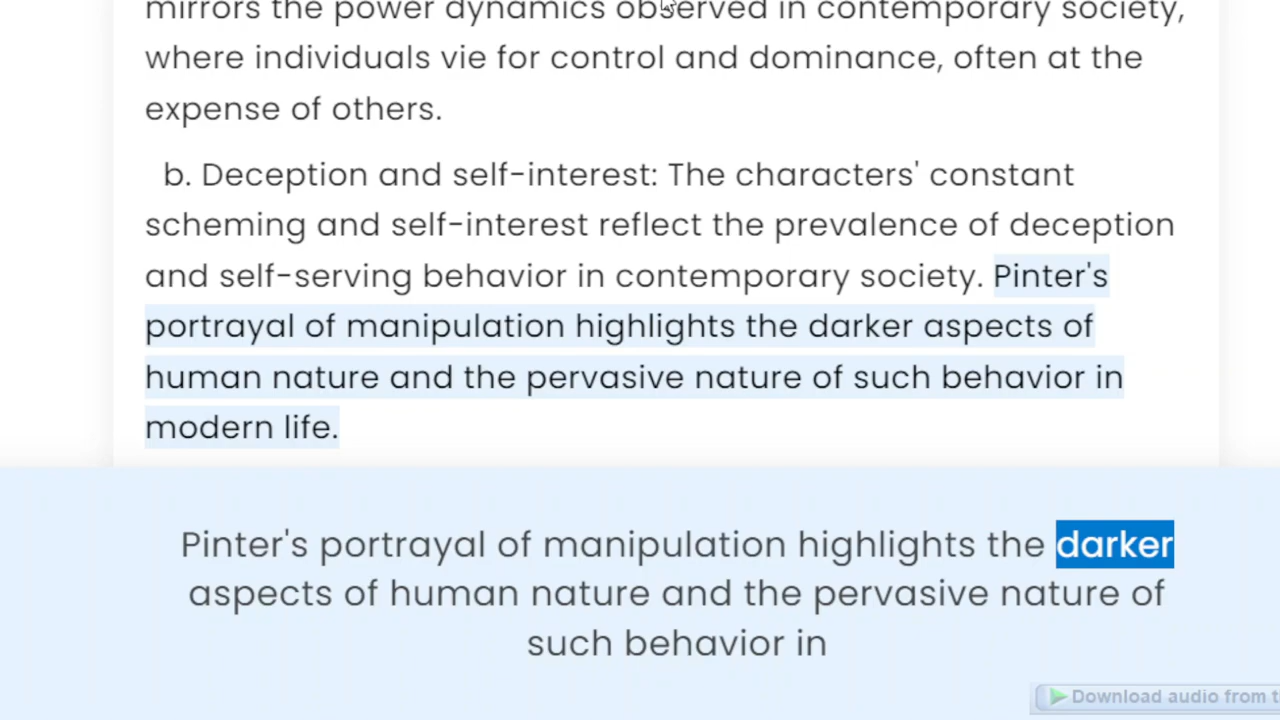 mirrors the power dynamics observed in contemporary society,
where individuals vie for control and dominance, often at the
expense of others.
b. Deception and self-interest: The characters' constant
scheming and self-interest reflect the prevalence of deception
and self-serving behavior in contemporary society. Pinter's
portrayal of manipulation highlights the darker aspects of
human nature and the pervasive nature of such behavior in
modern life.
Pinter's portrayal of manipulation highlights the darker
aspects of human nature and the pervasive nature of
such behavior in
Download audio from